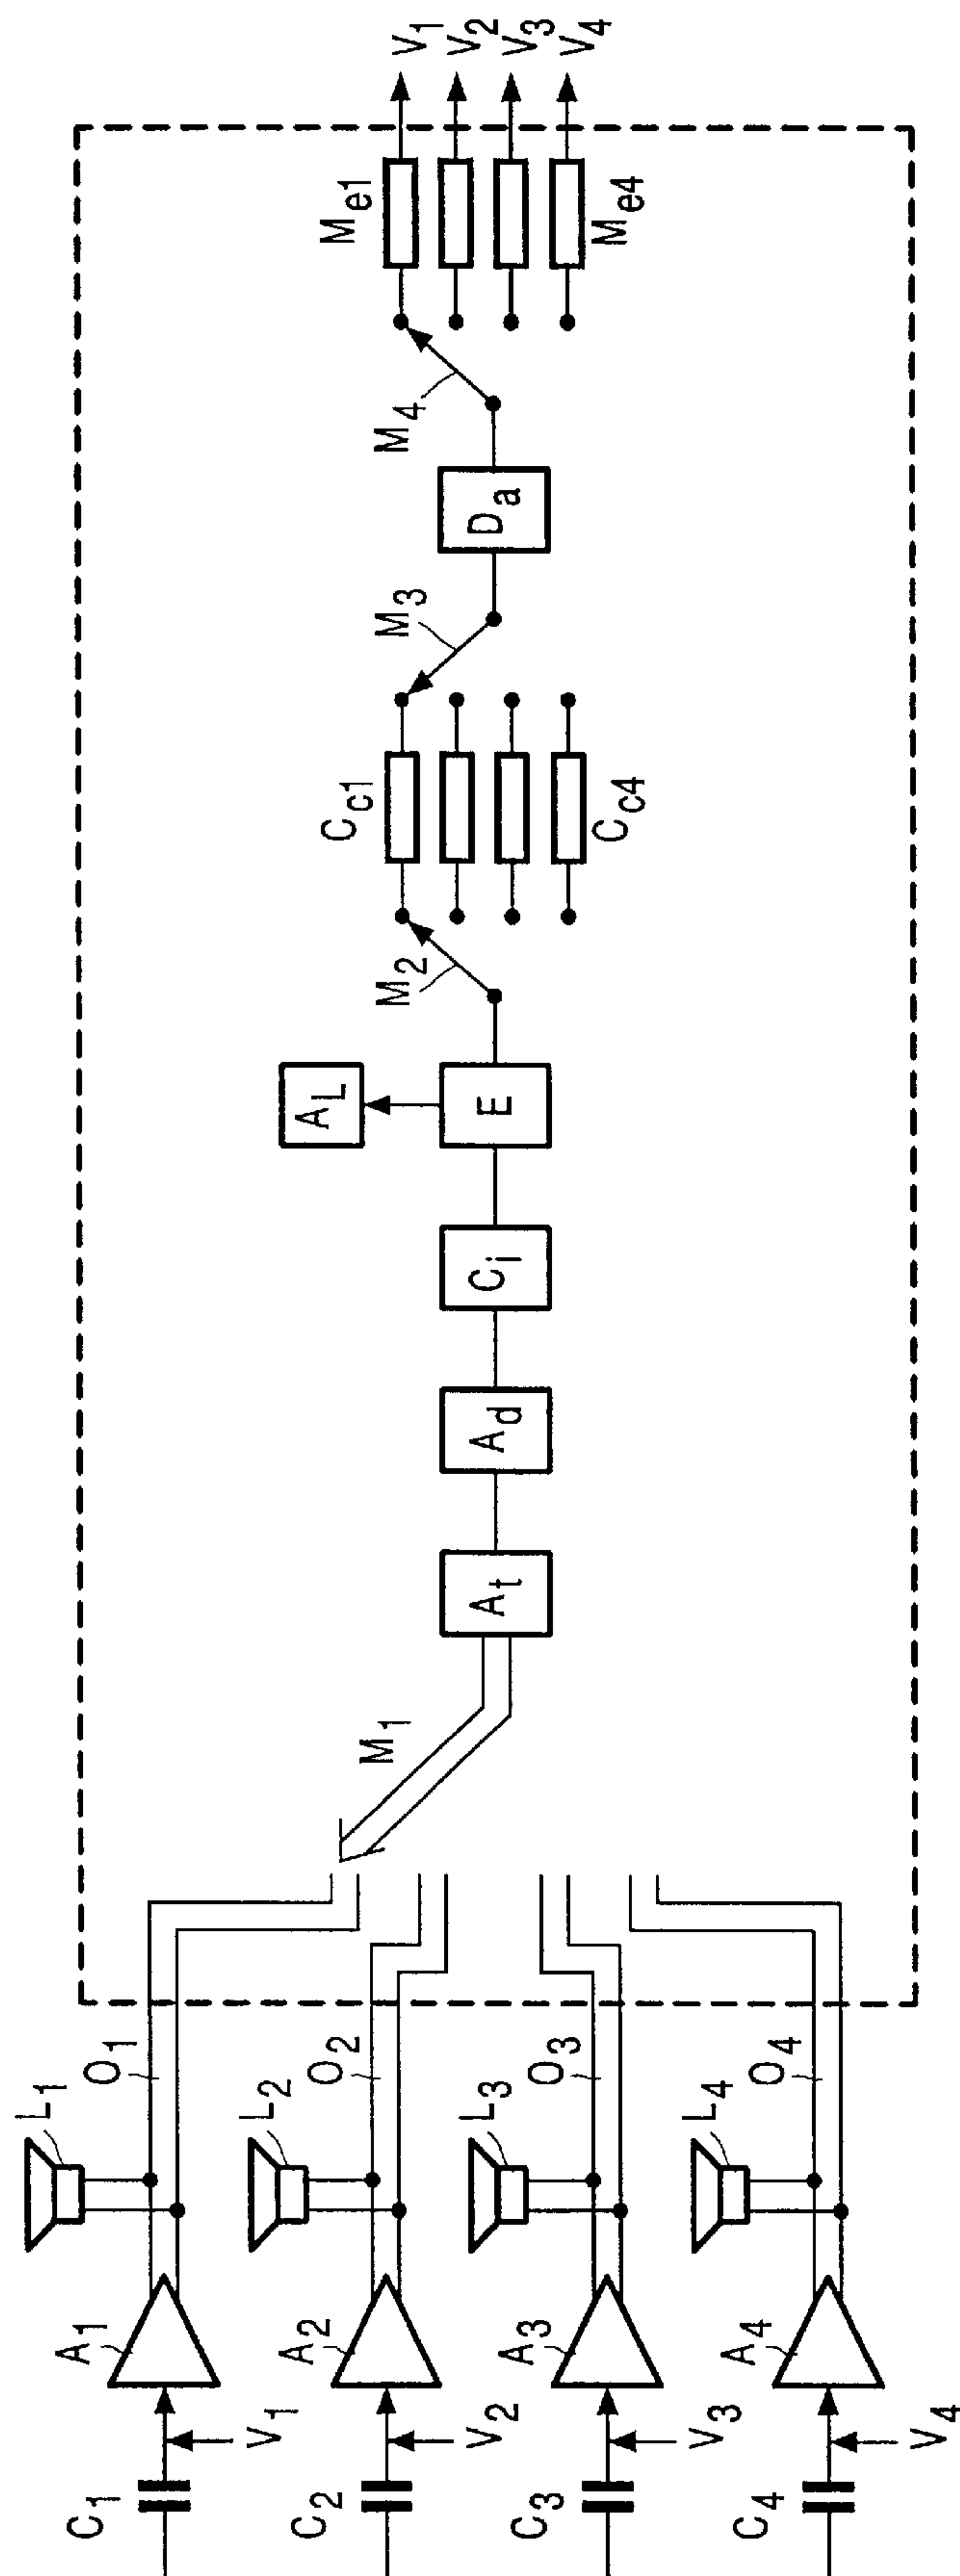 C1
V1
A1
L1
O1
C2
V2
A2
L2
O2
C3
V3
A3
L3
O3
C4
V4
A4
L4
O4
M1
At
Ad
Ci
E
AL
M2
Cc1
Cc4
M3
Da
M4
Me1
Me4
V1
V2
V3
V4